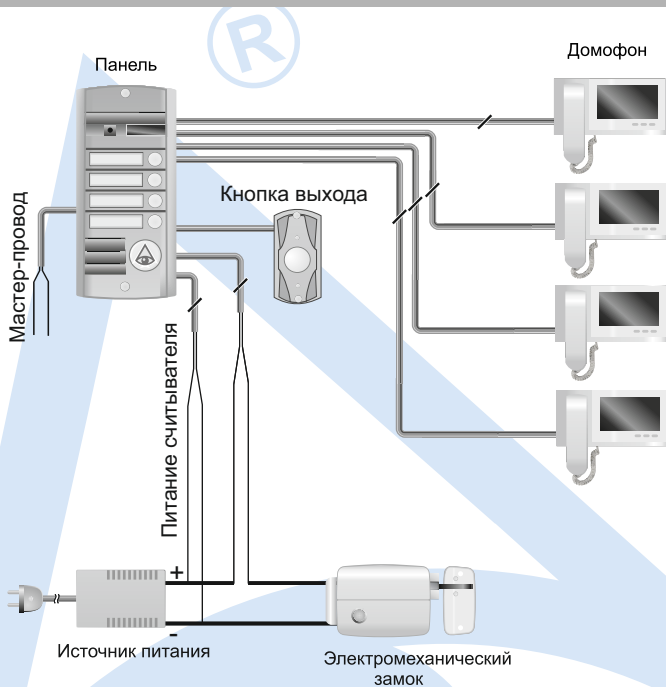 ®
Панель
Домофон
Кнопка выхода
Мастер-провод
Питание считывателя
+
-
Источник питания
Электромеханический
замок